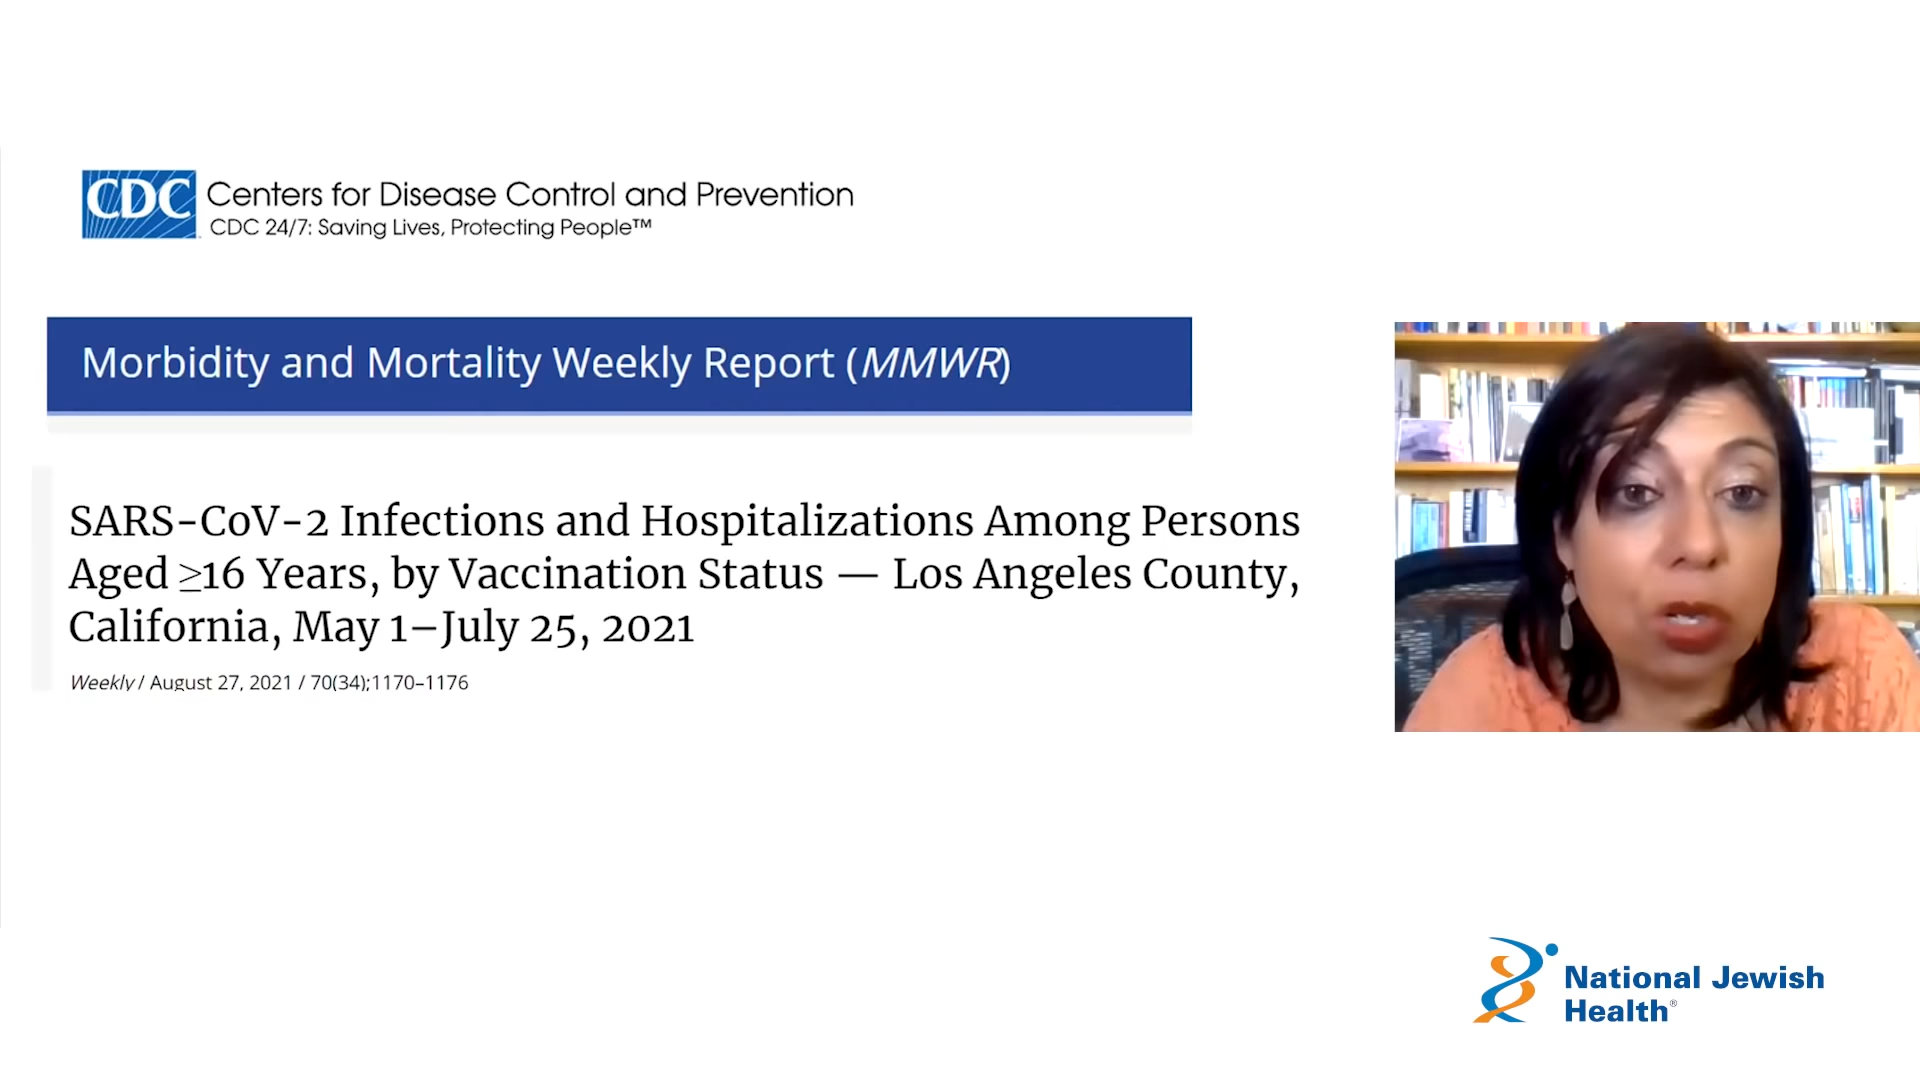 CDC Centers for Disease Control and Prevention
CDC 24/7: Saving Lives, Protecting People™
Morbidity and Mortality Weekly Report (MMWR)
SARS-CoV-2 Infections and Hospitalizations Among Persons
Aged ≥16 Years, by Vaccination Status — Los Angeles County,
California, May 1–July 25, 2021
Weekly / August 27, 2021 / 70(34);1170–1176
National Jewish
Health®